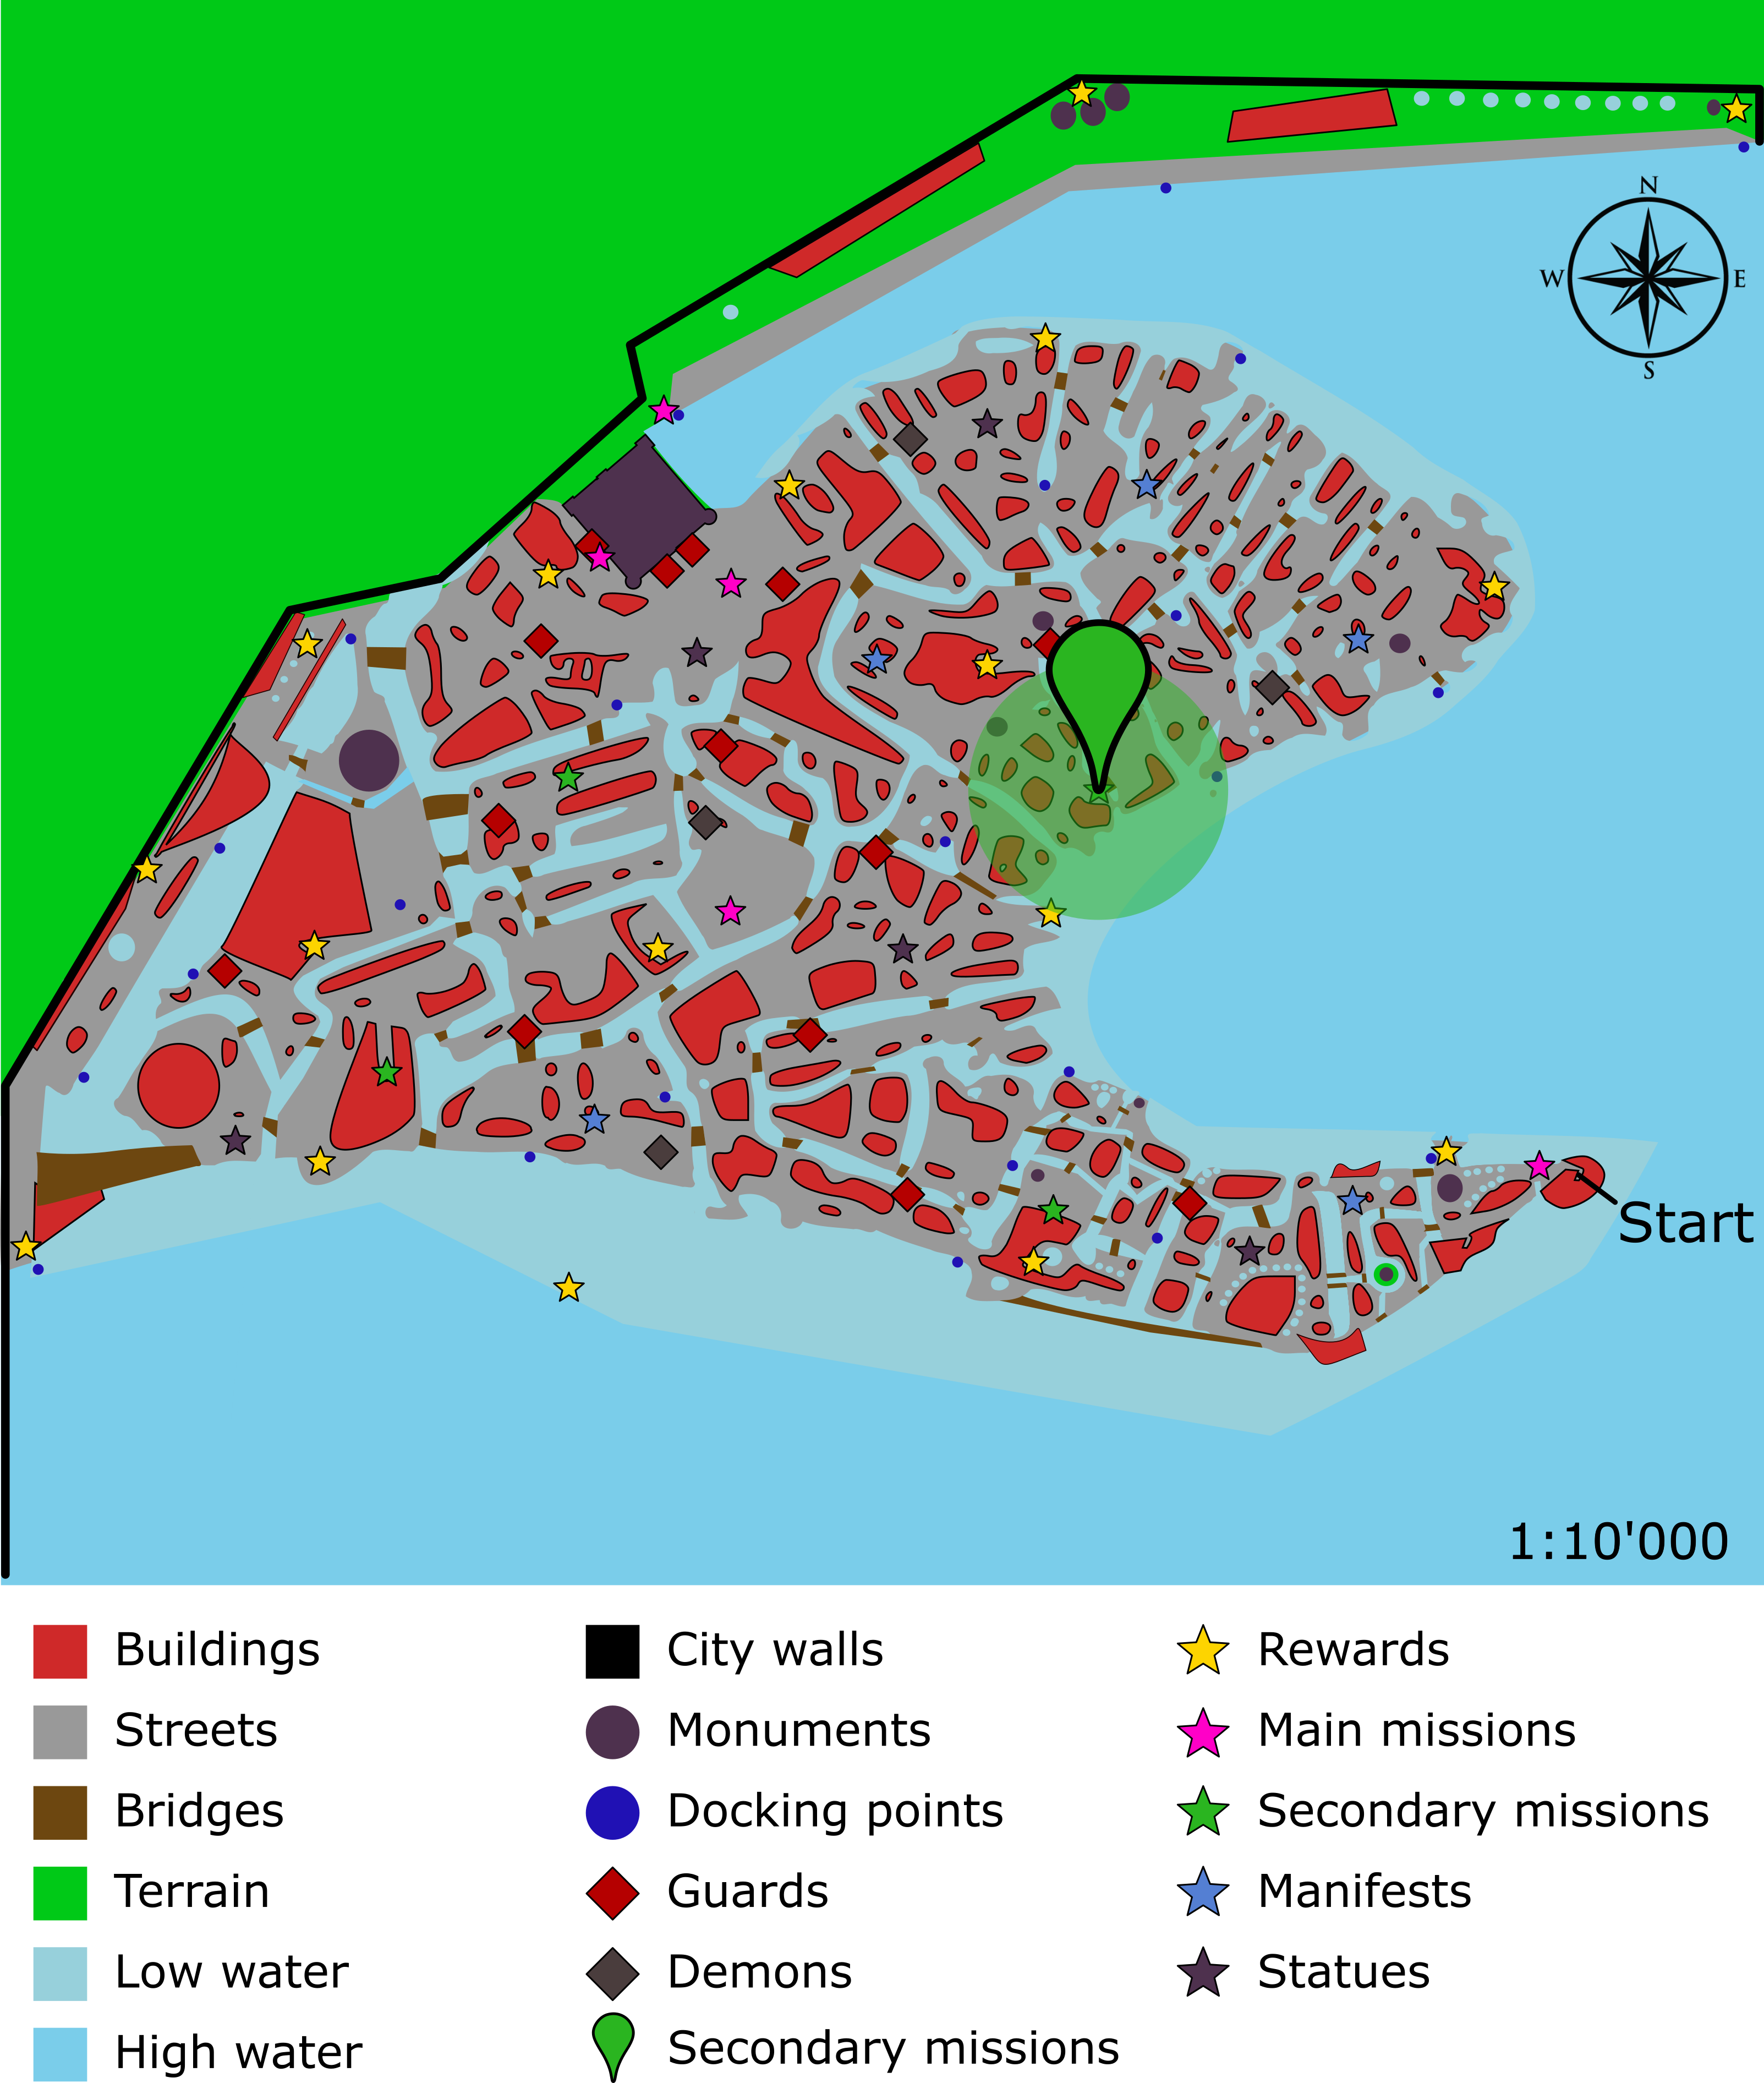 N
W E
S
Start
1:10'000
Buildings City walls Rewards
Streets Monuments Main missions
Bridges Docking points Secondary missions
Terrain Guards Manifests
Low water Demons Statues
High water Secondary missions